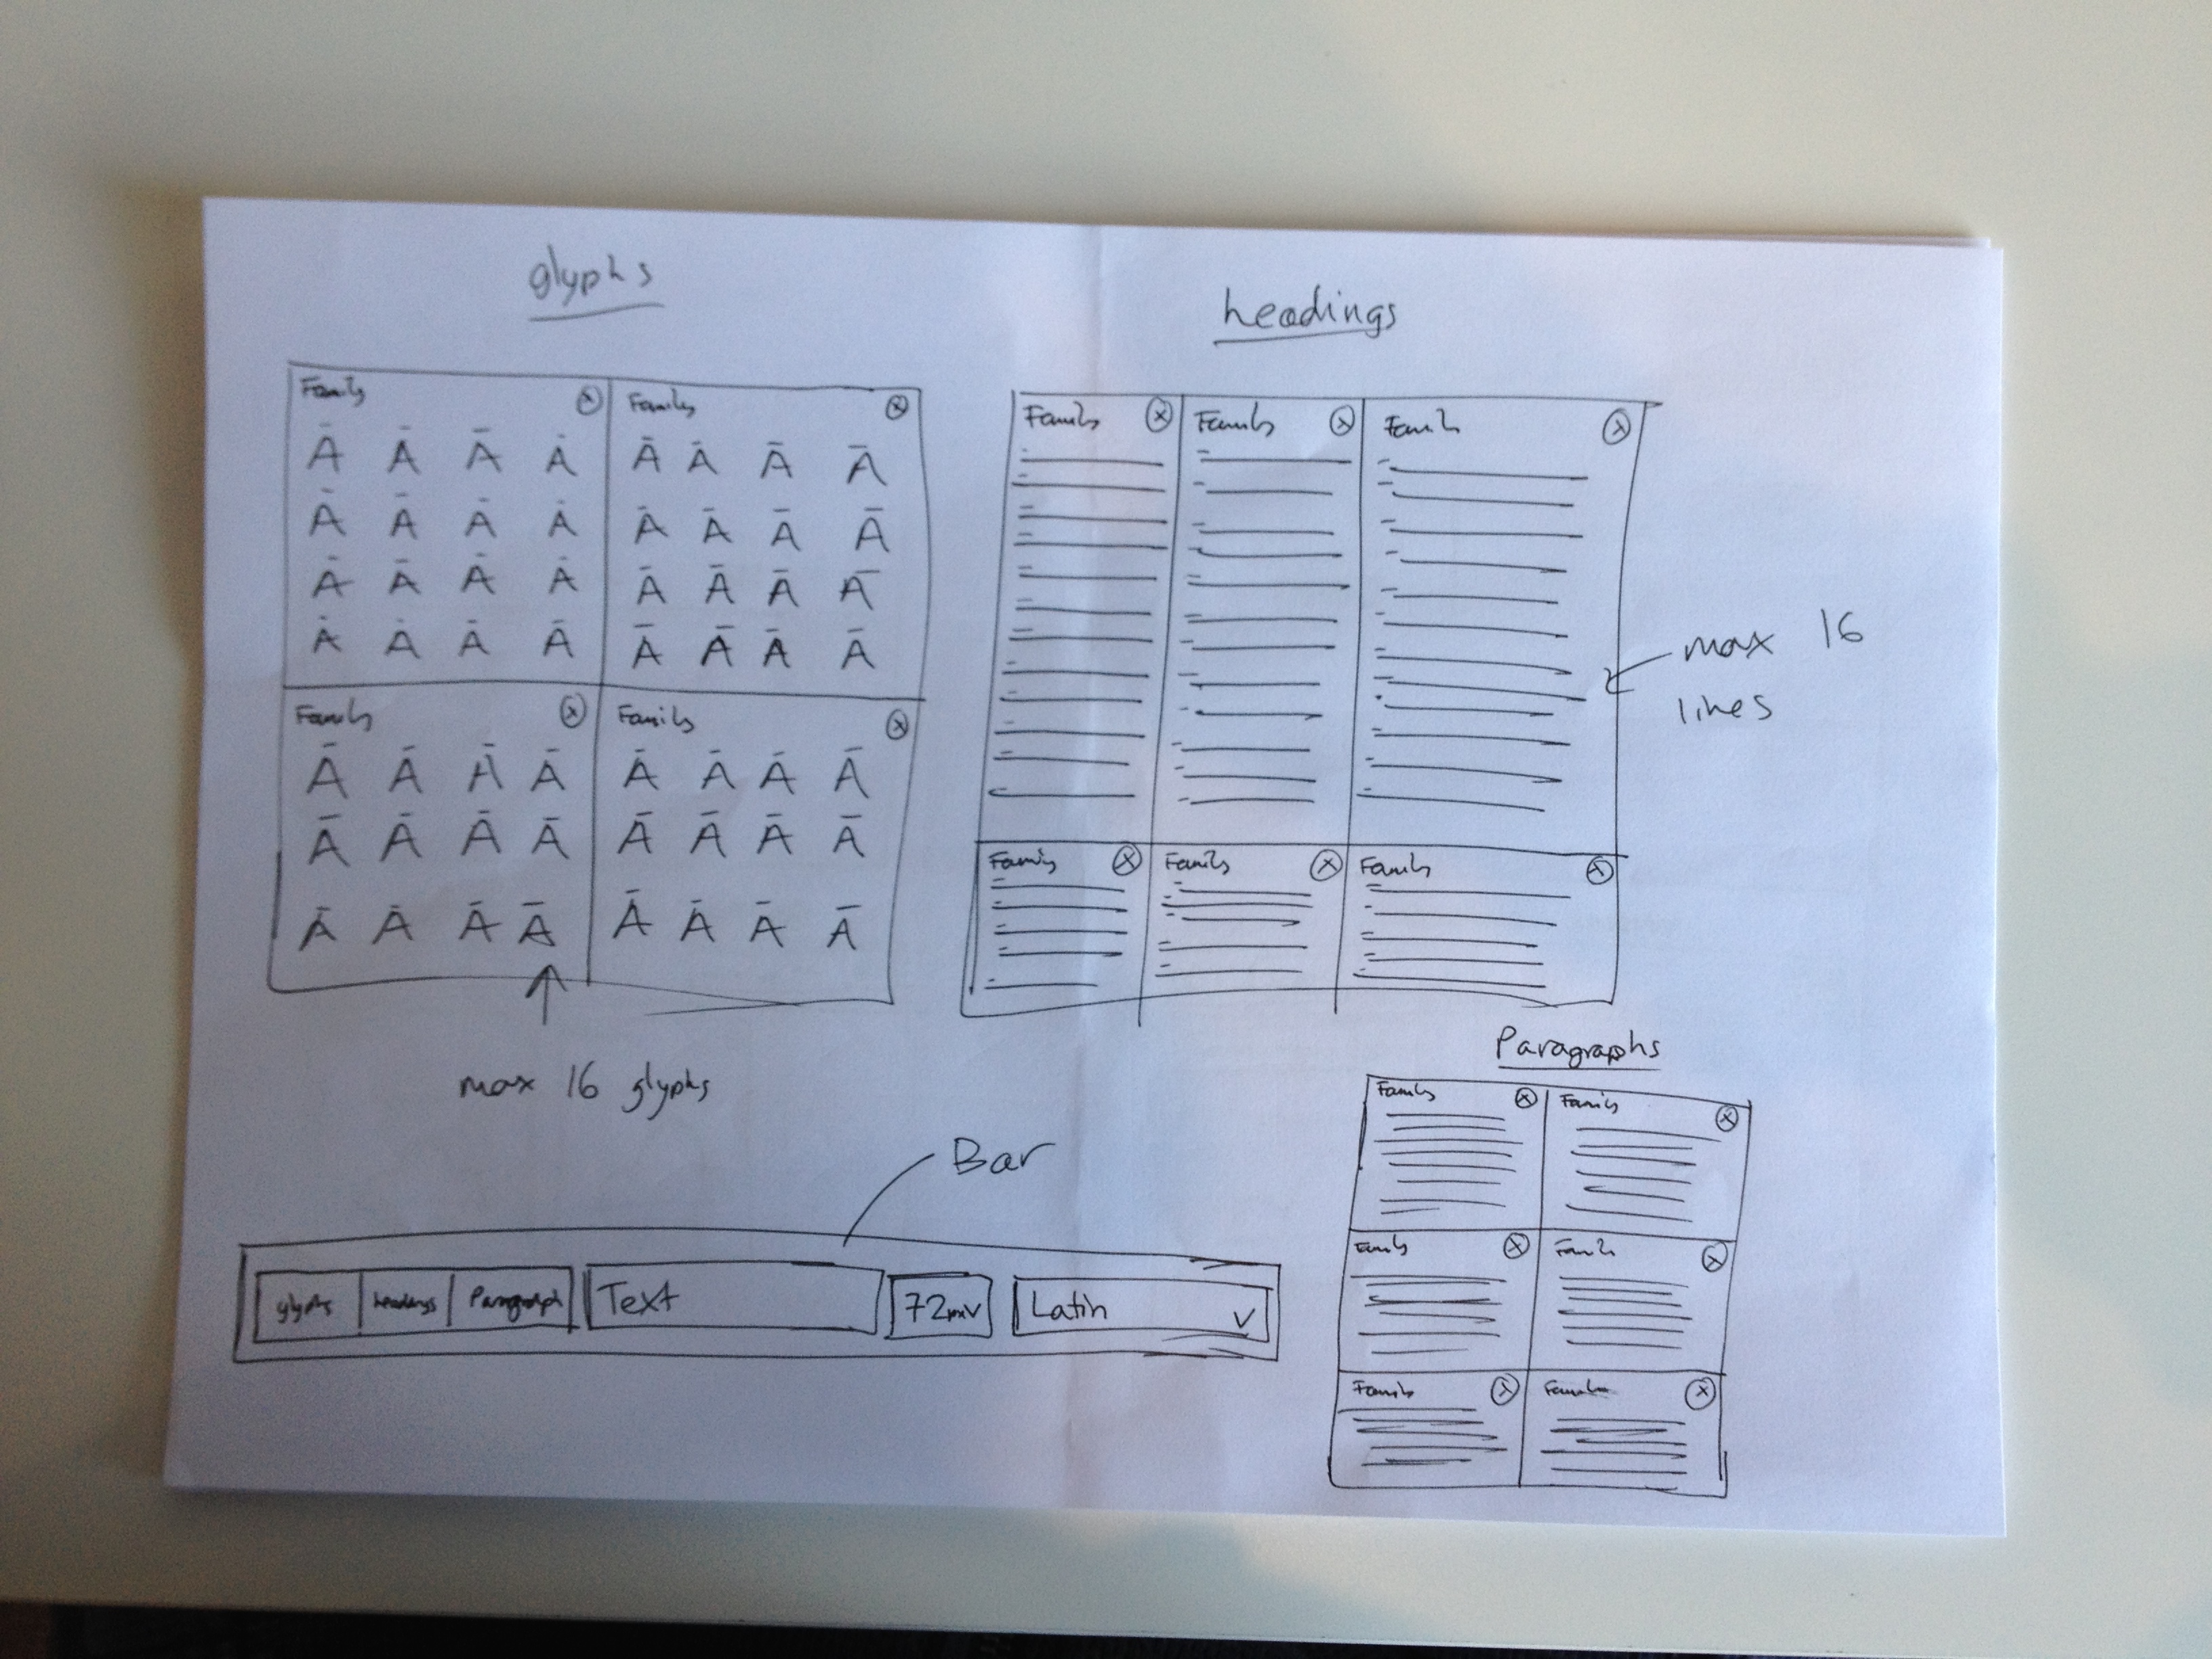 glyphs
Family Ⓧ Family Ⓧ
Ā Ā Ā Ā Ā Ā Ā Ā
Ā Ā Ā Ā Ā Ā Ā Ā
Ā Ā Ā Ā Ā Ā Ā Ā
Ā Ā Ā Ā Ā Ā Ā Ā
Family Ⓧ Family Ⓧ
Ā Ā Ā Ā Ā Ā Ā Ā
Ā Ā Ā Ā Ā Ā Ā Ā
Ā Ā Ā Ā Ā Ā Ā Ā
max 16 glyphs
headings
Family Ⓧ Family Ⓧ Family Ⓧ
max 16
lines
Family Ⓧ Family Ⓧ Family Ⓧ
Paragraphs
Family Ⓧ Family Ⓧ
Family Ⓧ Family Ⓧ
Family Ⓧ Family Ⓧ
Bar
glyphs headings Paragraph Text 72px v Latin v